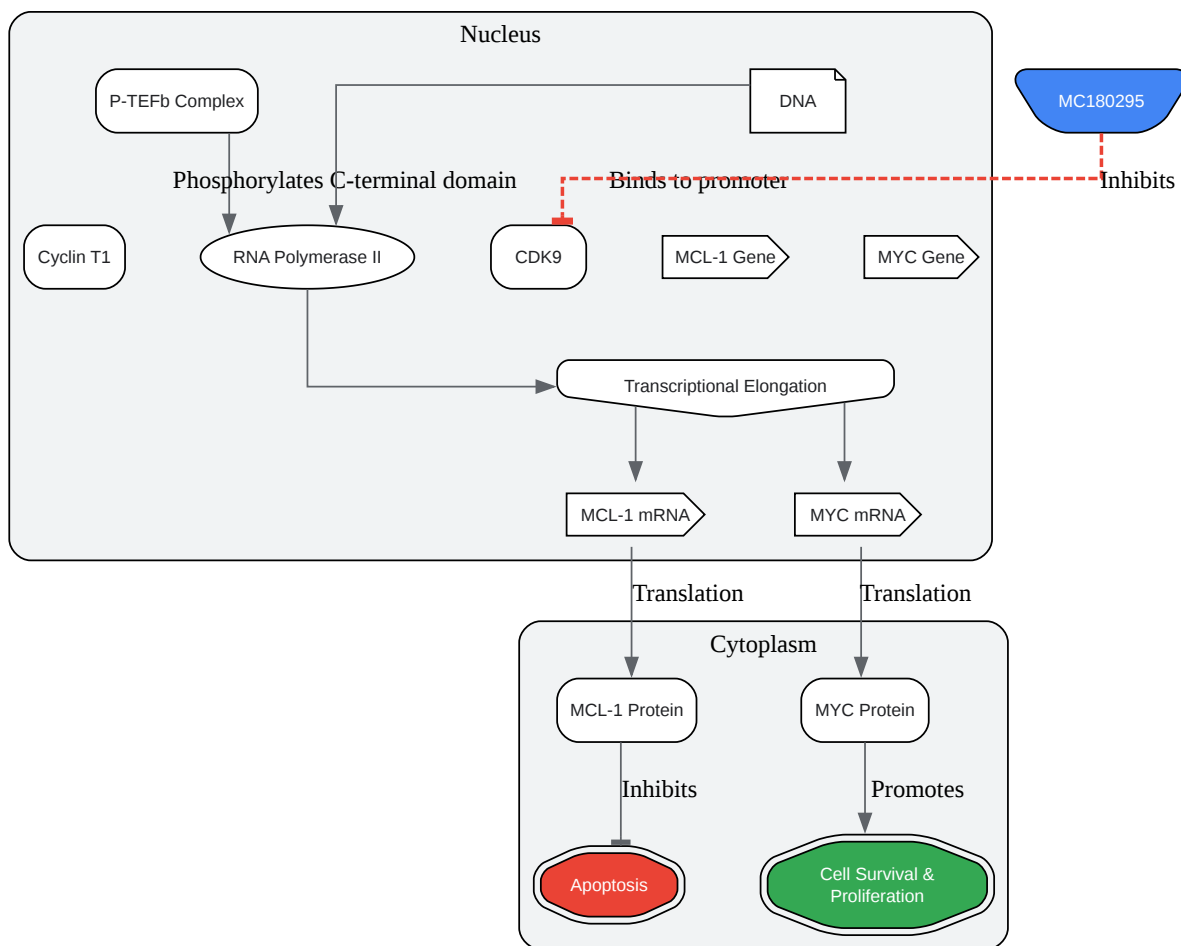 Nucleus
P-TEFb Complex
DNA
MC180295
Phosphorylates C-terminal domain
Binds to promoter
Inhibits
Cyclin T1
RNA Polymerase II
CDK9
MCL-1 Gene
MYC Gene
Transcriptional Elongation
MCL-1 mRNA
MYC mRNA
Translation
Translation
Cytoplasm
MCL-1 Protein
MYC Protein
Inhibits
Promotes
Apoptosis
Cell Survival &
Proliferation